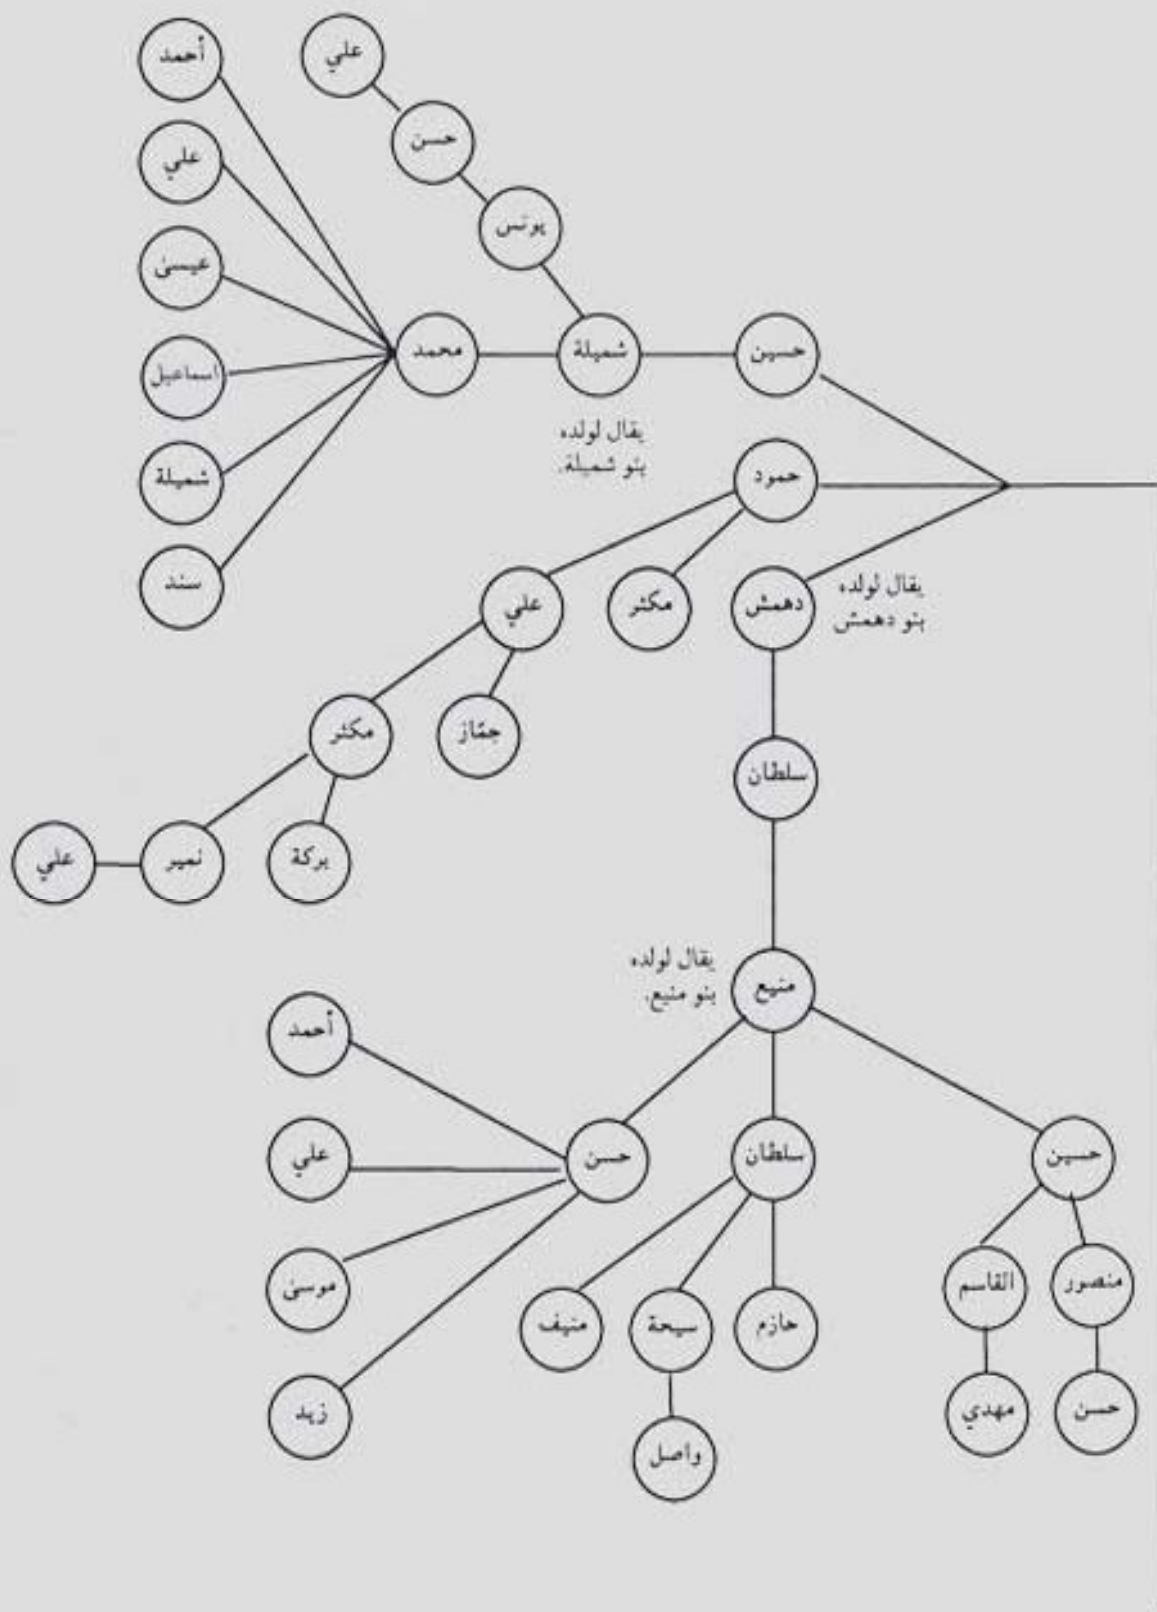 أحمد
علي
علي
حسن
عيسى
يونس
اسماعيل
محمد
شميلة
حسين
يقال لولده
بنو شميلة.
شميلة
حمود
سند
علي
مكثر
دهمش
يقال لولده
بنو دهمش
مكثر
جمّاز
سلطان
علي
نمير
بركة
يقال لولده
بنو منيع.
منيع
أحمد
علي
حسن
سلطان
حسين
موسى
منيف
سيحة
حازم
القاسم
منصور
زيد
واصل
مهدي
حسن